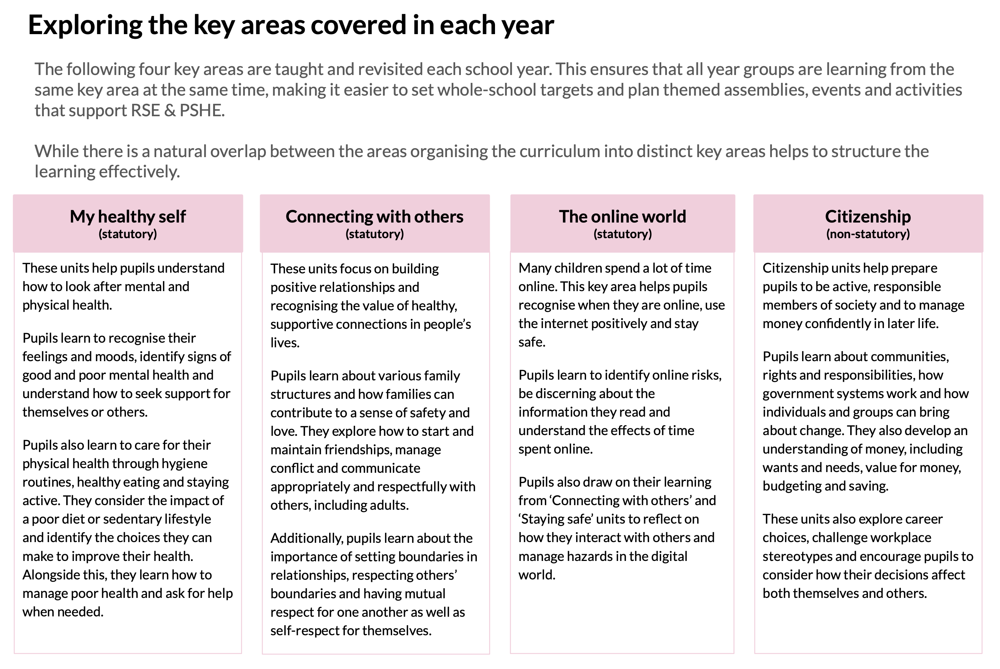 Exploring the key areas covered in each year
The following four key areas are taught and revisited each school year. This ensures that all year groups are learning from the
same key area at the same time, making it easier to set whole-school targets and plan themed assemblies, events and activities
that support RSE & PSHE.
While there is a natural overlap between the areas organising the curriculum into distinct key areas helps to structure the
learning effectively.
My healthy self
(statutory)
These units help pupils understand
how to look after mental and
physical health.
Pupils learn to recognise their
feelings and moods, identify signs of
good and poor mental health and
understand how to seek support for
themselves or others.
Pupils also learn to care for their
physical health through hygiene
routines, healthy eating and staying
active. They consider the impact of
a poor diet or sedentary lifestyle
and identify the choices they can
make to improve their health.
Alongside this, they learn how to
manage poor health and ask for help
when needed.
Connecting with others
(statutory)
These units focus on building
positive relationships and
recognising the value of healthy,
supportive connections in people’s
lives.
Pupils learn about various family
structures and how families can
contribute to a sense of safety and
love. They explore how to start and
maintain friendships, manage
conflict and communicate
appropriately and respectfully with
others, including adults.
Additionally, pupils learn about the
importance of setting boundaries in
relationships, respecting others’
boundaries and having mutual
respect for one another as well as
self-respect for themselves.
The online world
(statutory)
Many children spend a lot of time
online. This key area helps pupils
recognise when they are online, use
the internet positively and stay
safe.
Pupils learn to identify online risks,
be discerning about the
information they read and
understand the effects of time
spent online.
Pupils also draw on their learning
from ‘Connecting with others’ and
‘Staying safe’ units to reflect on
how they interact with others and
manage hazards in the digital
world.
Citizenship
(non-statutory)
Citizenship units help prepare
pupils to be active, responsible
members of society and to manage
money confidently in later life.
Pupils learn about communities,
rights and responsibilities, how
government systems work and how
individuals and groups can bring
about change. They also develop an
understanding of money, including
wants and needs, value for money,
budgeting and saving.
These units also explore career
choices, challenge workplace
stereotypes and encourage pupils to
consider how their decisions affect
both themselves and others.